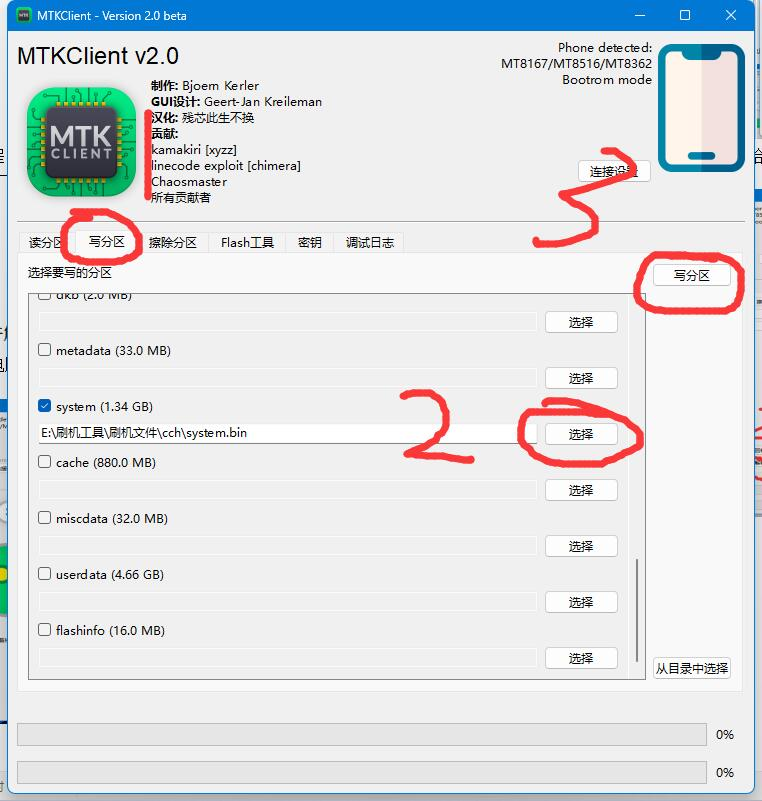 MTKClient - Version 2.0 beta
MTKClient v2.0
Phone detected:
MT8167/MT8516/MT8362
Bootrom mode
MTK
CLIENT
制作: Bjoem Kerler
GUI设计: Geert-Jan Kreileman
汉化: 残芯此生不换
贡献:
kamakiri [xyzz]
linecode exploit [chimera]
Chaosmaster
所有贡献者
连接设置
1
3
读分区 写分区 擦除分区 Flash工具 密钥 调试日志
选择要写的分区
写分区
dkb (2.0 MB)
选择
metadata (33.0 MB)
选择
system (1.34 GB)
E:\刷机工具\刷机文件\cch\system.bin
2
选择
cache (880.0 MB)
选择
miscdata (32.0 MB)
选择
userdata (4.66 GB)
选择
flashinfo (16.0 MB)
选择
从目录中选择
0%
0%